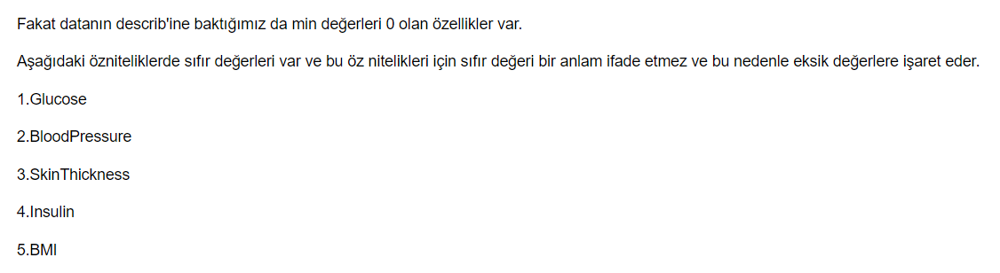 Fakat datanın describ'ine baktığımız da min değerleri 0 olan özellikler var.
Aşağıdaki özniteliklerde sıfır değerleri var ve bu öz nitelikleri için sıfır değeri bir anlam ifade etmez ve bu nedenle eksik değerlere işaret eder.
1.Glucose
2.BloodPressure
3.SkinThickness
4.Insulin
5.BMI